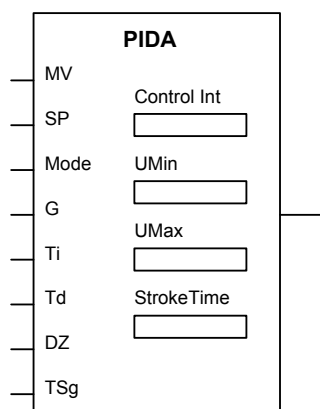 PIDA
MV
Control Int
SP
Mode
UMin
G
UMax
Ti
Td
StrokeTime
DZ
TSg